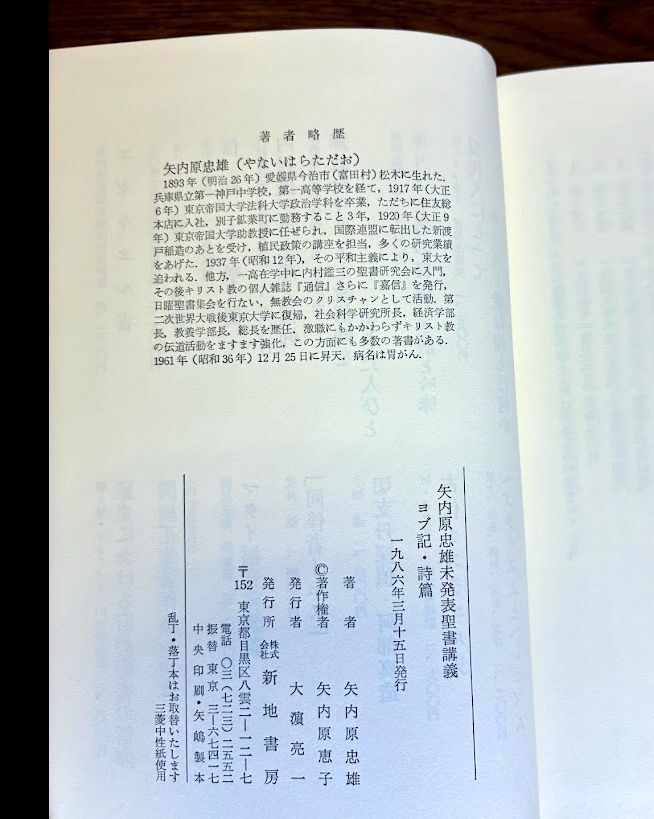 著者略歴
矢内原忠雄（やないはらただお）
1893年（明治26年）愛媛県今治市（富田村）松木に生れた．
兵庫県立第一神戸中学校，第一高等学校を経て，1917年（大正
6年）東京帝国大学法科大学政治学科を卒業，ただちに住友総
本店に入社，別子鉱業町に勤務すること3年，1920年（大正9
年）東京帝国大学助教授に任ぜられ，国際連盟に転出した新渡
戸稲造のあとを受け，植民政策の講座を担当，多くの研究業績
をあげた．1937年（昭和12年），その平和主義により，東大を
追われる．他方，一高在学中に内村鑑三の聖書研究会に入門，
その後キリスト教の個人雑誌『通信』さらに『嘉信』を発行，
日曜聖書集会を行ない，無教会のクリスチャンとして活動．第
二次世界大戦後東京大学に復帰，社会科学研究所長，経済学部
長，教養学部長，総長を歴任．激職にもかかわらずキリスト教
の伝道活動をますます強化，この方面にも多数の著書がある．
1961年（昭和36年）12月25日に昇天．病名は胃がん．
矢内原忠雄未発表聖書講義
ヨブ記・詩篇
一九八六年三月十五日発行
著者 矢内原忠雄
©著作権者 矢内原恵子
発行者 大濵亮一
発行所 株式会社 新地書房
〒152 東京都目黒区八雲二―一二―七
電話 〇三（七二三）二五五二
振替 東京 三―六七四一七
中央印刷・矢嶋製本
乱丁・落丁本はお取替いたします
三菱中性紙使用